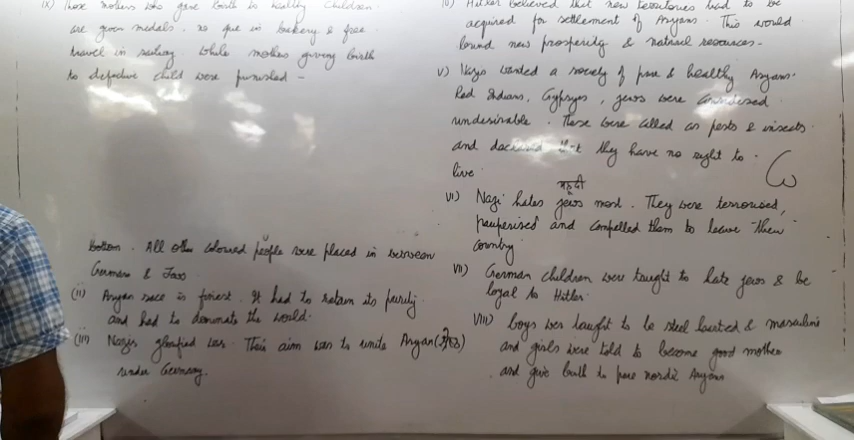 ix) Those mothers who gave birth to healthy children
are given medals, no que in bakery & free
travel in railway. While mother giving birth
to defective child were punished -
bottom. All other coloured people were placed in between
Germans & Jews
(ii) Aryan race is finest. It had to retain its purity
and had to dominate the world.
(iii) Nazis glorified war. Their aim was to unite Aryan
under Germany.
iv) Hitler believed that new territories had to be
acquired for settlement of Aryans. This would
bound new prosperity & natural resources-
v) Nazis wanted a society of pure & healthy Aryans.
Red Indians, Gypsyes, jews were considered
undesirable. These were called as pests & insects
and declared that they have no right to
live
यहूदी
vi) Nazi hates jews most. They were terrorised,
pauperised and compelled them to leave their
Country
vii) German children were taught to hate jews & be
loyal to Hitler.
viii) boys wer taught to be steel hearted & masculine
and girls were told to become good mother
and give birth to pure nordic Aryans